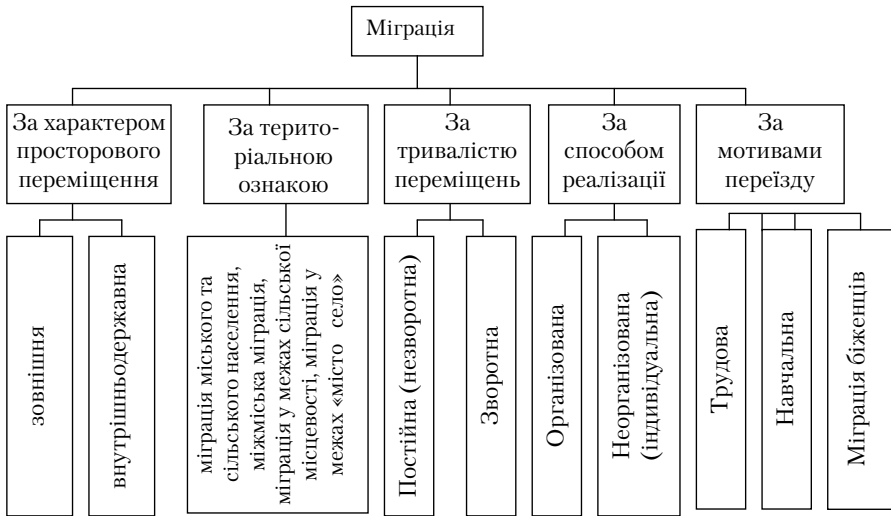 Міграція
За характером
просторового
переміщення
За терито-
ріальною
ознакою
За
тривалістю
переміщень
За
способом
реалізації
За
мотивами
переїзду
зовнішня
внутрішньодержавна
міграція міського та
сільського населення,
міжміська міграція,
міграція у межах сільської
місцевості, міграція у
межах «місто село»
Постійна (незворотна)
Зворотна
Організована
Неорганізована
(індивідуальна)
Трудова
Навчальна
Міграція біженців